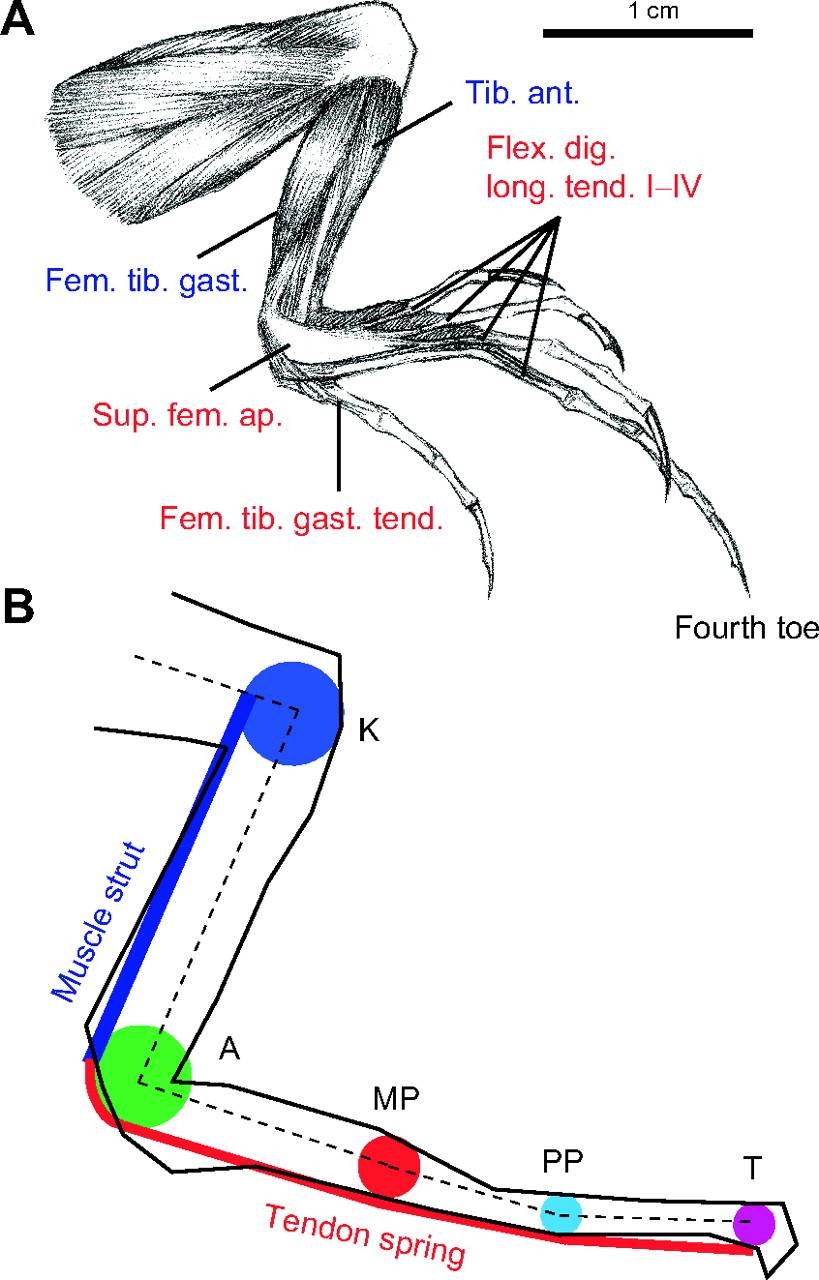 A
1 cm
Tib. ant.
Flex. dig.
long. tend. I–IV
Fem. tib. gast.
Sup. fem. ap.
Fem. tib. gast. tend.
Fourth toe
B
K
Muscle strut
A
MP
PP
T
Tendon spring